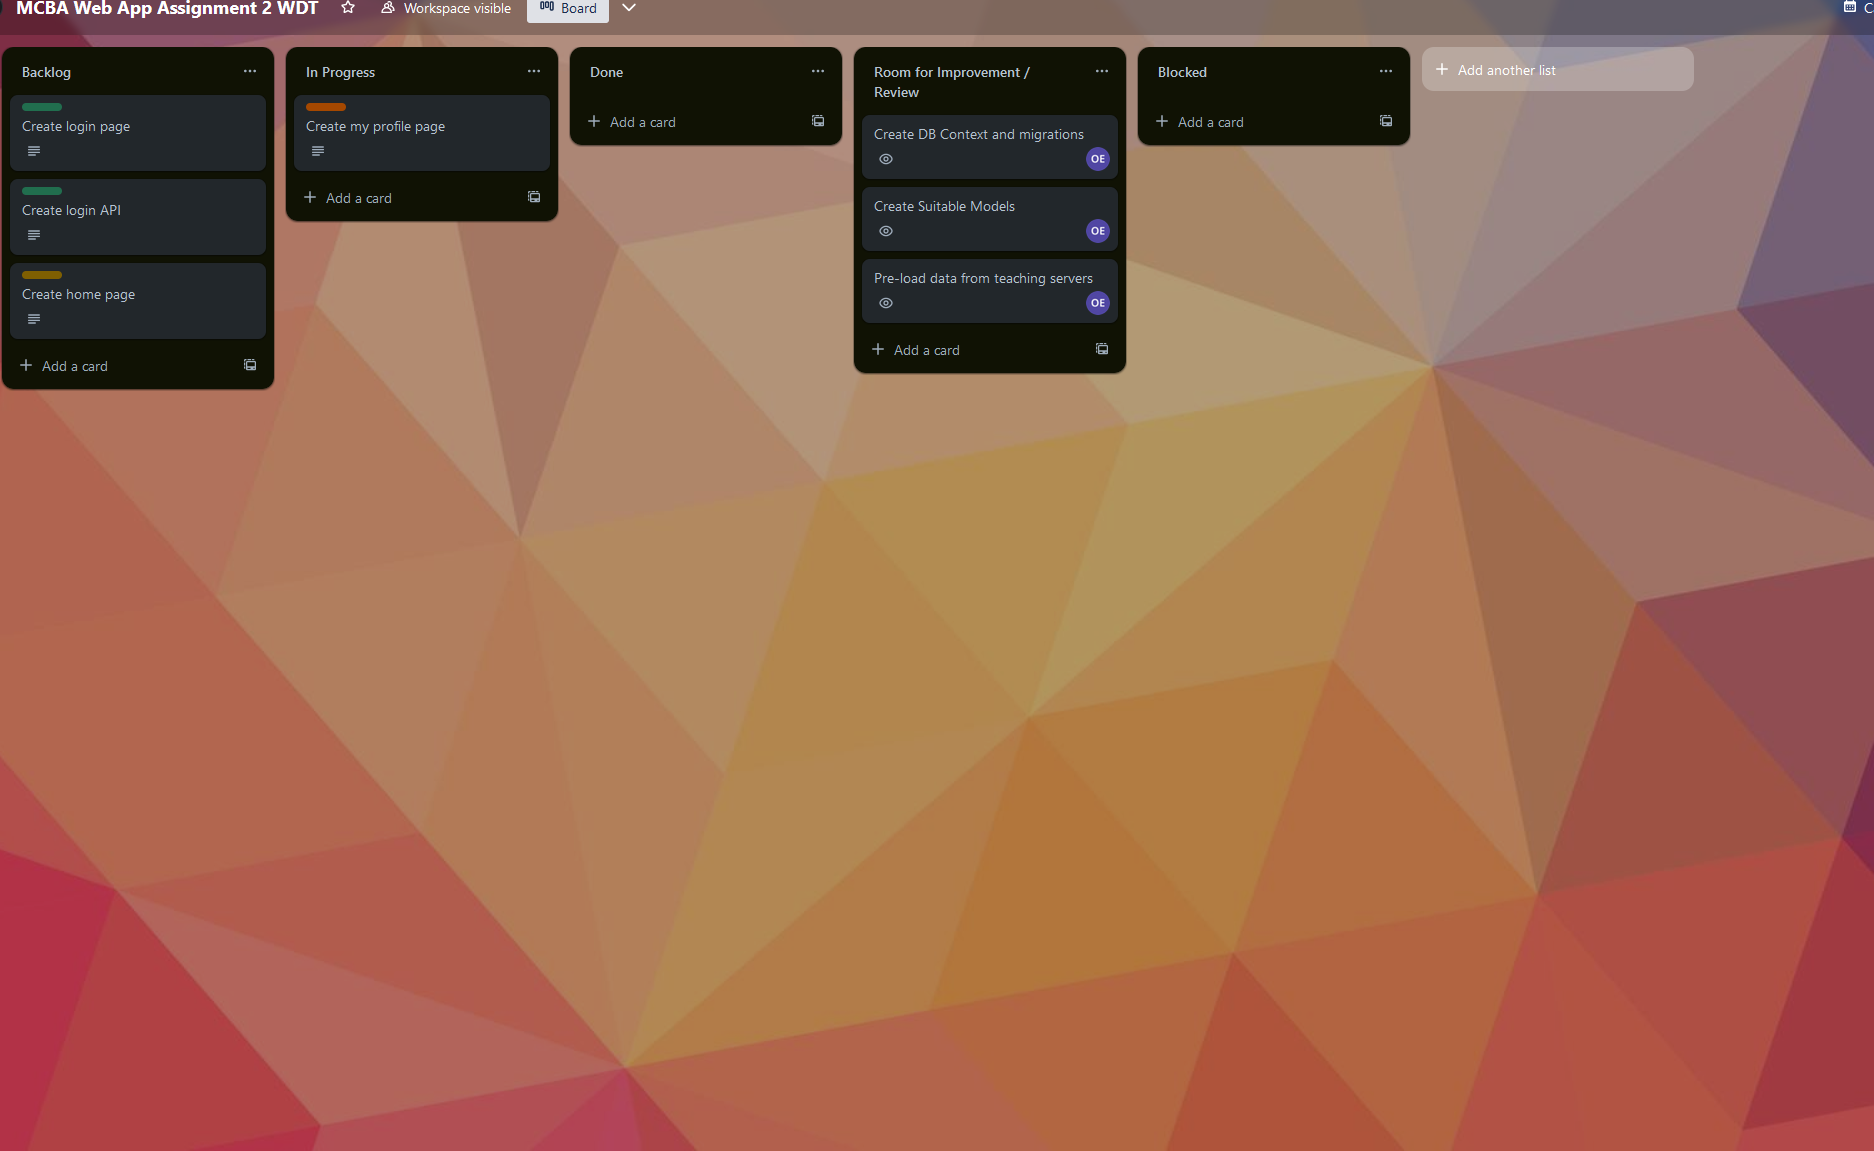 MCBA Web App Assignment 2 WDT
Workspace visible
Board
C
Backlog
Create login page
Create login API
Create home page
Add a card
In Progress
Create my profile page
Add a card
Done
Add a card
Room for Improvement /
Review
Create DB Context and migrations
OE
Create Suitable Models
OE
Pre-load data from teaching servers
OE
Add a card
Blocked
Add a card
Add another list